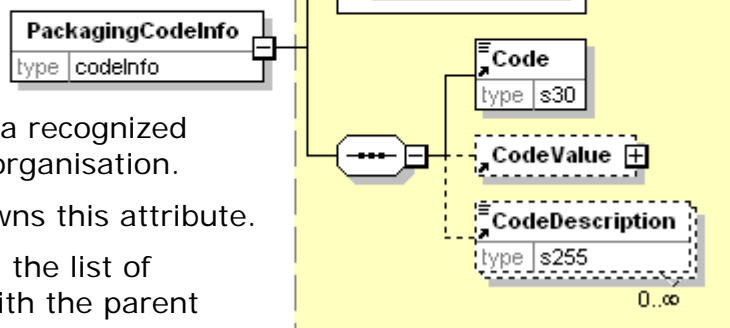 PackagingCodeInfo
type codeInfo
a recognized
organisation.
wns this attribute.
the list of
ith the parent
Code
type s30
CodeValue
CodeDescription
type s255
0..∞